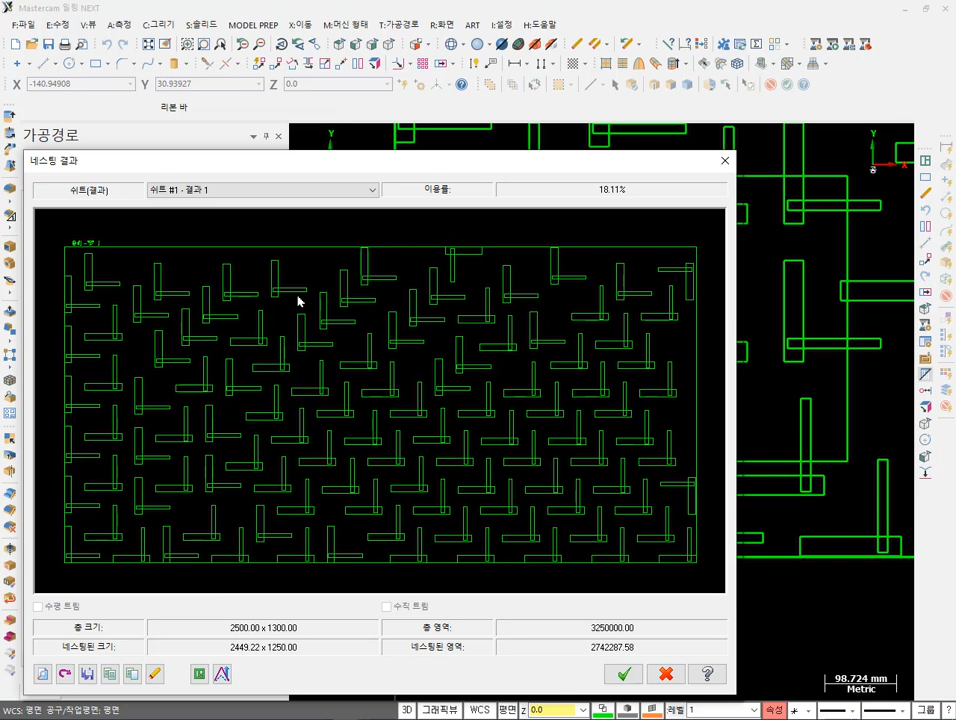 Mastercam 밀링 NEXT
F:파일 E:수정 V:뷰 A:측정 C:그리기 S:솔리드 MODEL PREP X:이동 M:머신 형태 T:가공경로 R:화면 ART I:설정 H:도움말
X -140.94908 Y 30.93927 Z 0.0
리본 바
가공경로
네스팅 결과
쉬트(결과) 쉬트 #1 - 결과 1 이용률: 18.11%
Y
Y
X
수평 트림 수직 트림
총 크기: 2500.00 x 1300.00 총 영역: 3250000.00
네스팅된 크기: 2449.22 x 1250.00 네스팅된 영역: 2742287.58
98.724 mm
Metric
WCS: 평면 공구/작업평면: 평면 3D 그래픽뷰 WCS 평면 Z 0.0 레벨 1 속성 그룹 ?